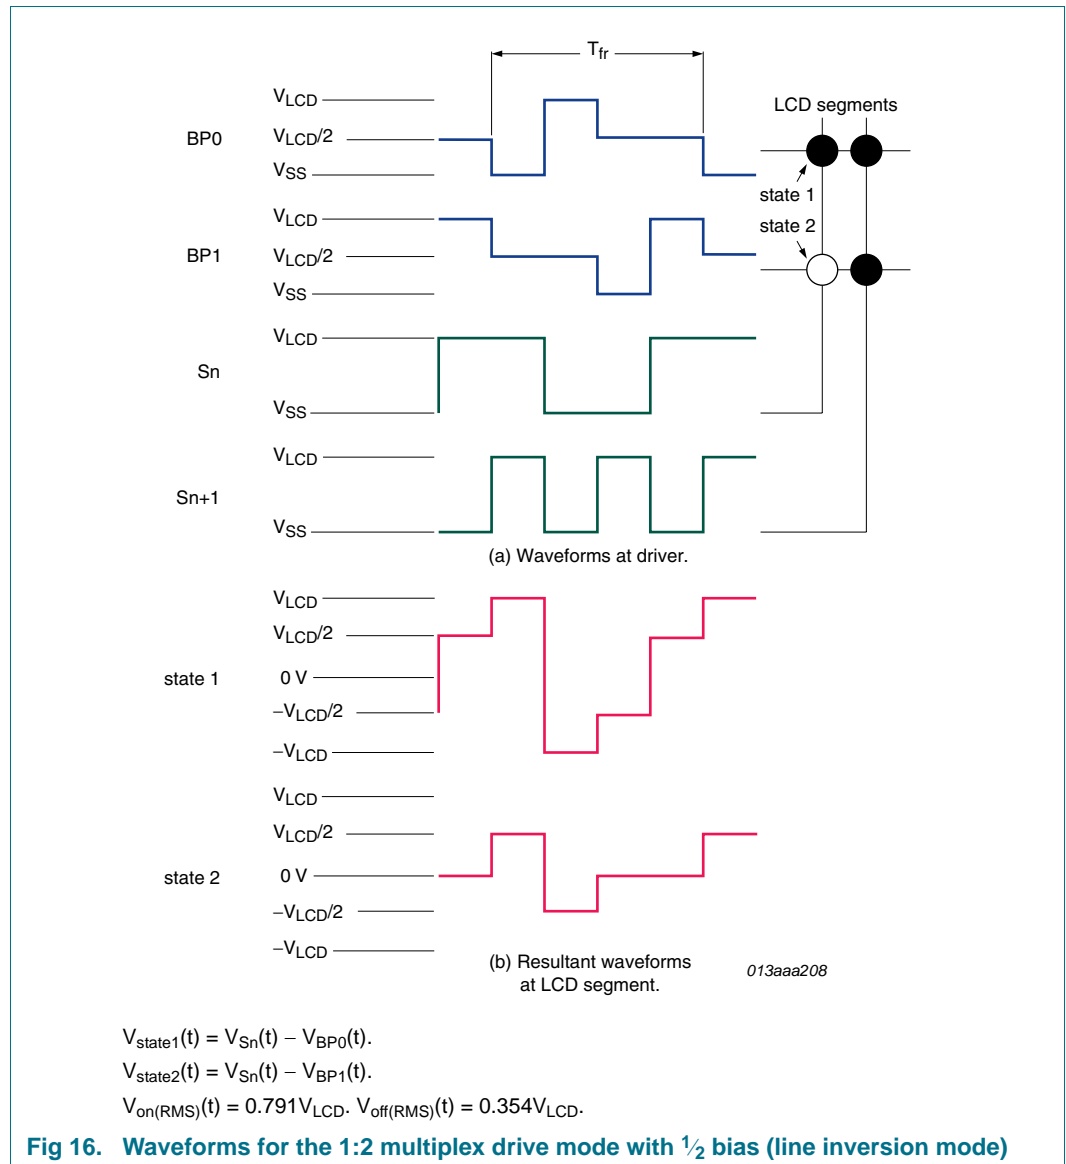 Tfr
VLCD
BP0
VLCD/2
VSS
LCD segments
state 1
state 2
VLCD
BP1
VLCD/2
VSS
VLCD
Sn
VSS
VLCD
Sn+1
VSS
(a) Waveforms at driver.
VLCD
VLCD/2
state 1
0 V
−VLCD/2
−VLCD
VLCD
VLCD/2
state 2
0 V
−VLCD/2
−VLCD
(b) Resultant waveforms
at LCD segment.
013aaa208
Vstate1(t) = VSn(t) − VBP0(t).
Vstate2(t) = VSn(t) − VBP1(t).
Von(RMS)(t) = 0.791VLCD. Voff(RMS)(t) = 0.354VLCD.
Fig 16. Waveforms for the 1:2 multiplex drive mode with 1⁄2 bias (line inversion mode)